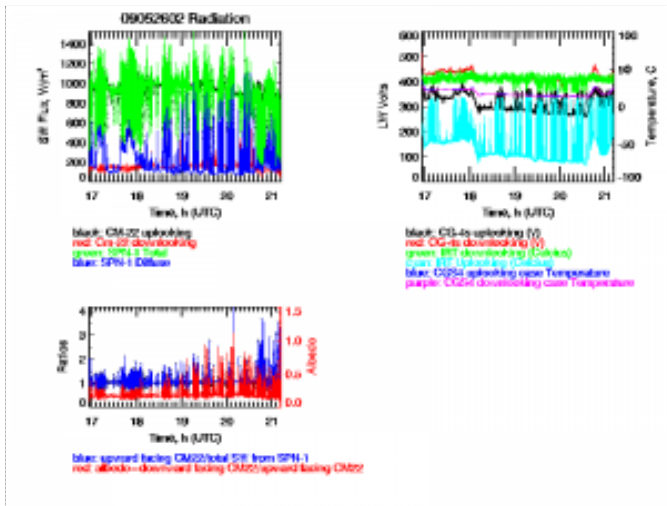 09052602 Radiation
SW Flux, W/m²
1400
1200
1000
800
600
400
200
0
17 18 19 20 21
Time, h (UTC)
black: CM-22 uplooking
red: Cm-22 downlooking
green: SPN-1 Total
blue: SPN-1 Diffuse
LW Volts
600
500
400
300
200
100
0
Temperature, C
100
50
0
-50
-100
17 18 19 20 21
Time, h (UTC)
black: CG-4s uplooking (V)
red: CG-4s downlooking (V)
green: IRT downlooking (Celcius)
cyan: IRT Uplooking (Celcius)
blue: CGS4 uplooking case Temperature
purple: CGS4 downlooking case Temperature
Ratios
4
3
2
1
0
Albedo
1.5
1.0
0.5
0.0
17 18 19 20 21
Time, h (UTC)
blue: upward facing CM22/total SW from SPN-1
red: albedo=downward facing CM22/upward facing CM22